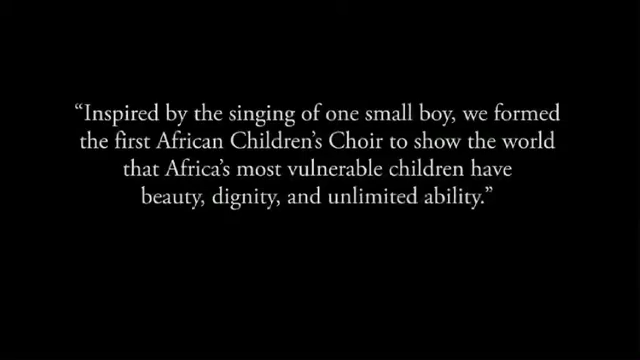 “Inspired by the singing of one small boy, we formed
the first African Children’s Choir to show the world
that Africa’s most vulnerable children have
beauty, dignity, and unlimited ability.”